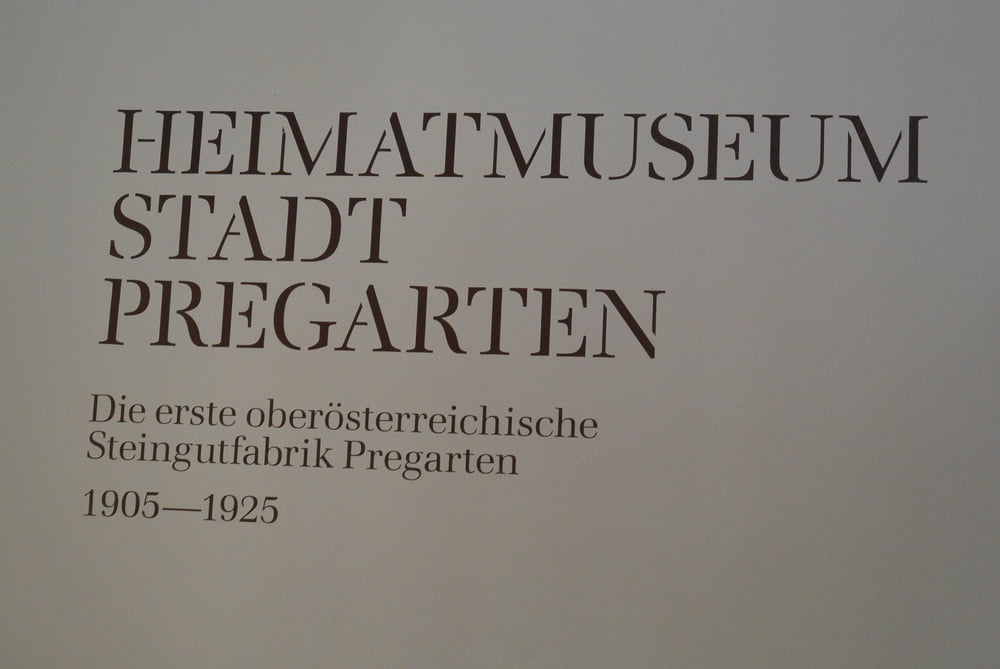 HEIMATMUSEUM
STADT
PREGARTEN
Die erste oberösterreichische
Steingutfabrik Pregarten
1905—1925